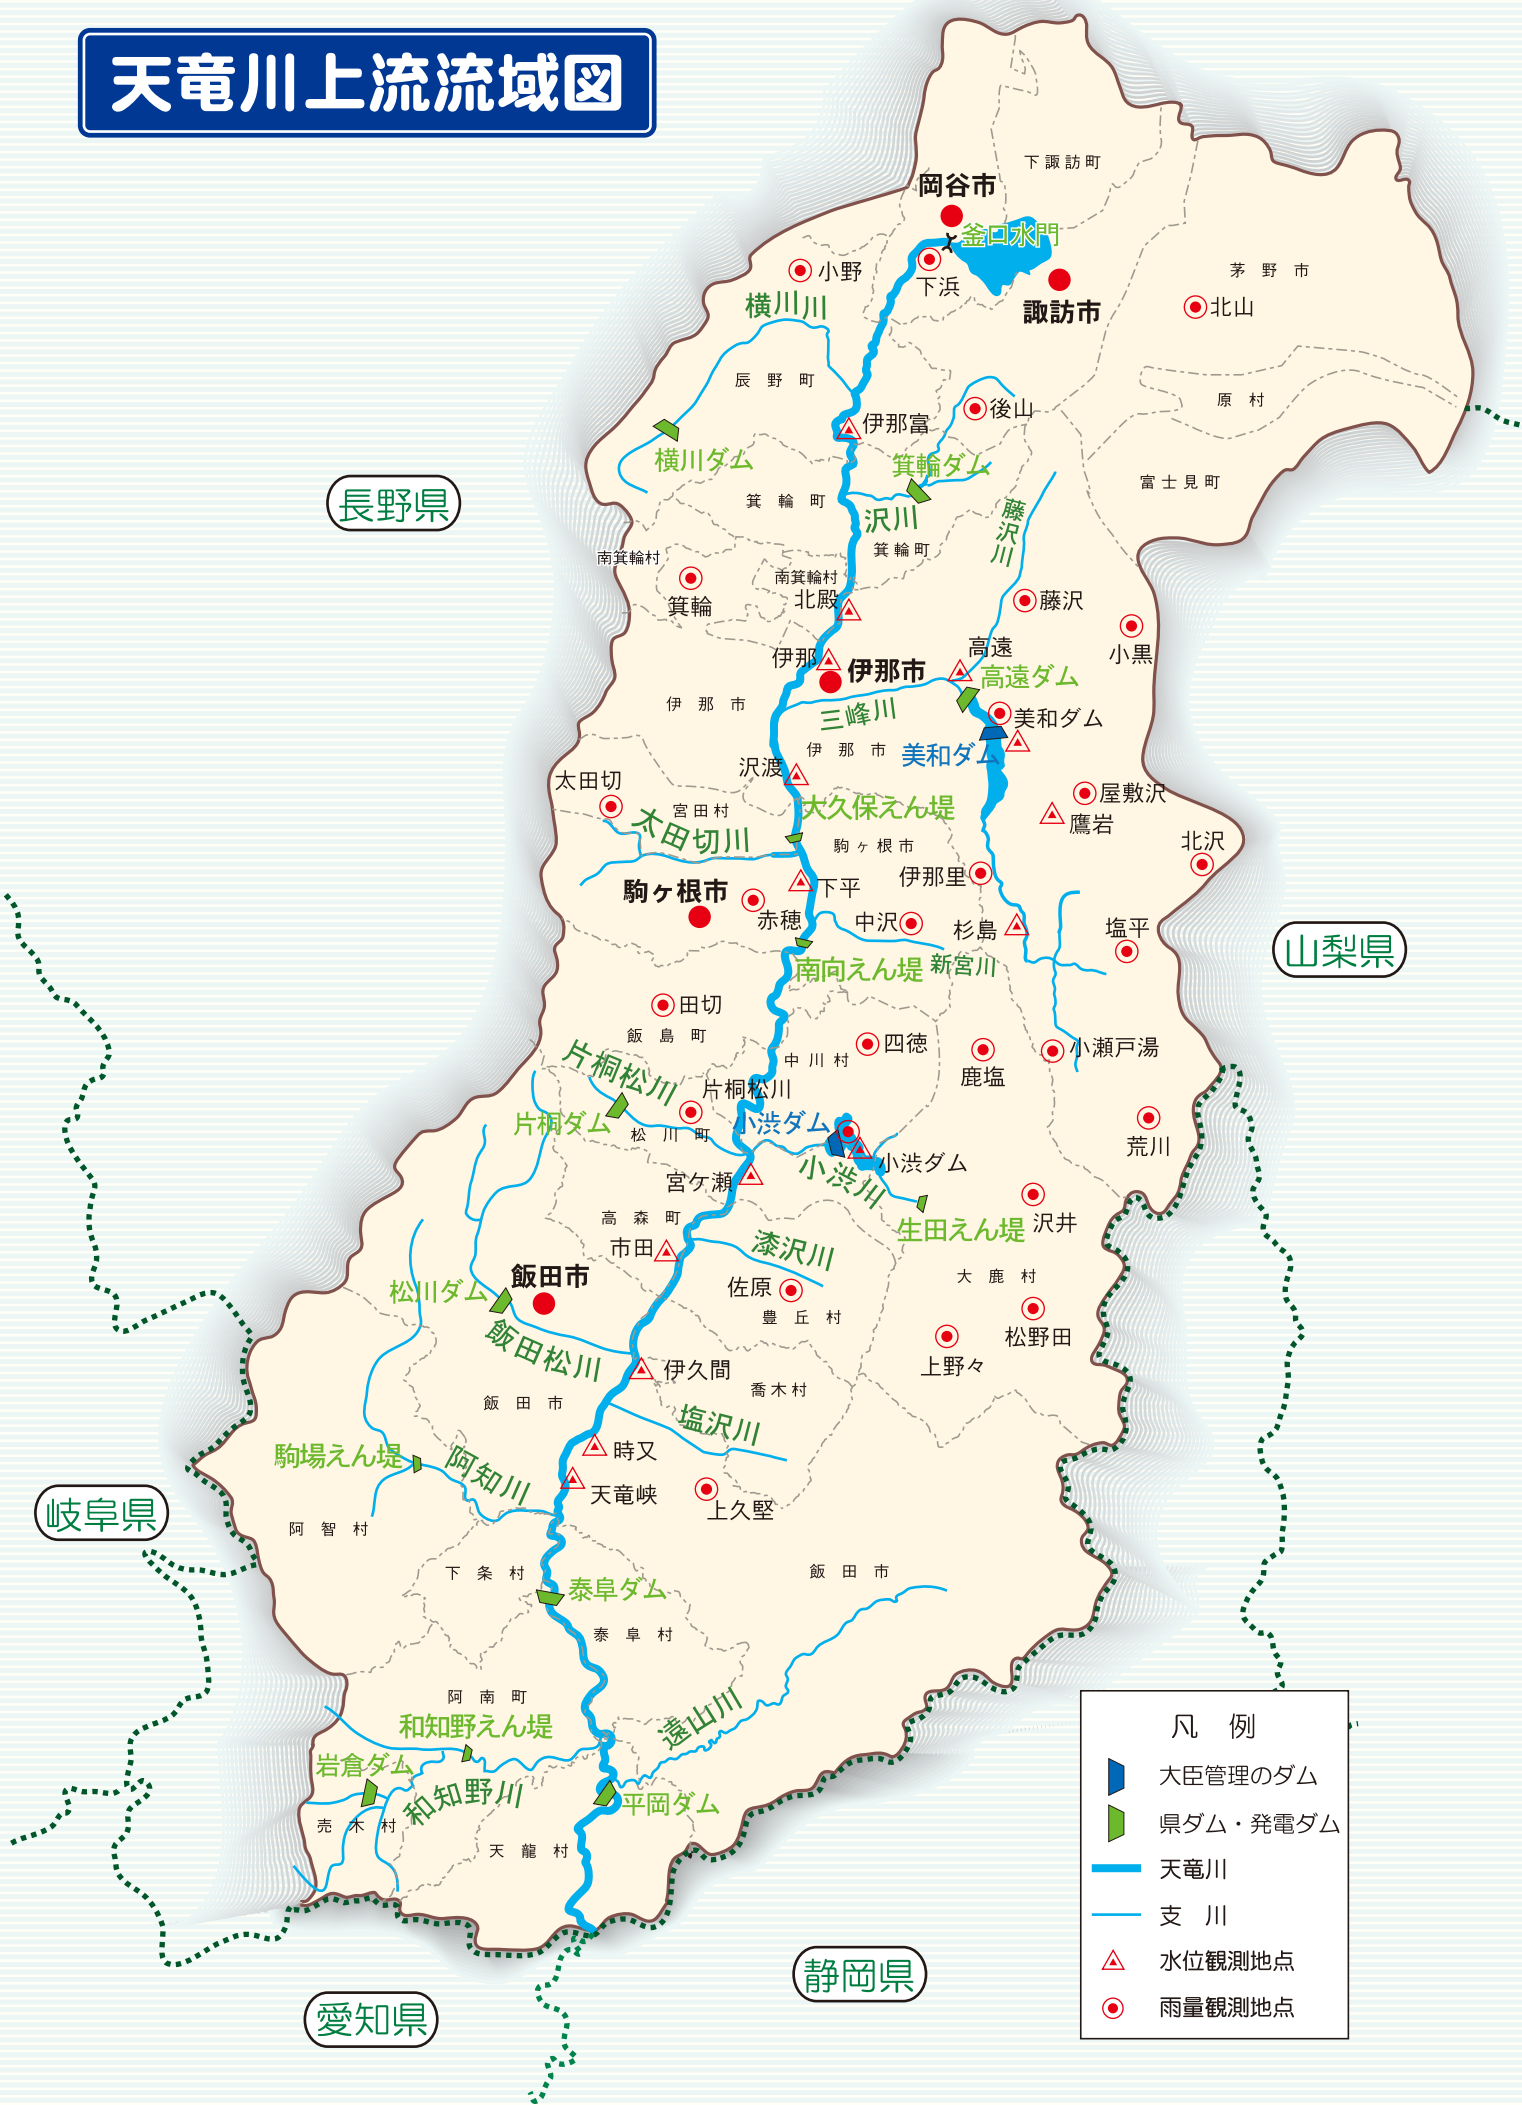 天竜川上流流域図
下諏訪町
岡谷市
釜口水門
小野
下浜
茅野市
横川川
諏訪市
北山
辰野町
原村
後山
伊那富
横川ダム
箕輪ダム
富士見町
長野県
箕輪町
沢川
藤沢川
箕輪町
南箕輪村
南箕輪村
箕輪
北殿
藤沢
小黒
伊那
伊那市
高遠
高遠ダム
伊那市
三峰川
美和ダム
伊那市
美和ダム
沢渡
太田切
屋敷沢
宮田村
大久保えん堤
鷹岩
太田切川
駒ヶ根市
北沢
伊那里
駒ヶ根市
下平
赤穂
中沢
杉島
塩平
山梨県
南向えん堤
新宮川
田切
飯島町
四徳
小瀬戸湯
片桐松川
中川村
鹿塩
片桐松川
片桐ダム
小渋ダム
松川町
荒川
小渋ダム
小渋川
宮ケ瀬
高森町
沢井
生田えん堤
市田
漆沢川
飯田市
大鹿村
松川ダム
佐原
豊丘村
松野田
飯田松川
上野々
伊久間
喬木村
飯田市
塩沢川
駒場えん堤
時又
阿知川
天竜峡
上久堅
岐阜県
阿智村
下条村
飯田市
泰阜ダム
泰阜村
阿南町
遠山川
和知野えん堤
岩倉ダム
和知野川
平岡ダム
売木村
天龍村
凡例
大臣管理のダム
県ダム・発電ダム
天竜川
支川
水位観測地点
雨量観測地点
静岡県
愛知県